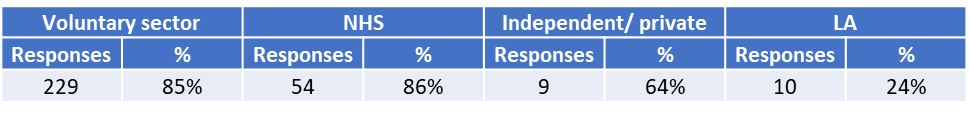 Voluntary sector NHS Independent/ private LA
Responses % Responses % Responses % Responses %
229 85% 54 86% 9 64% 10 24%